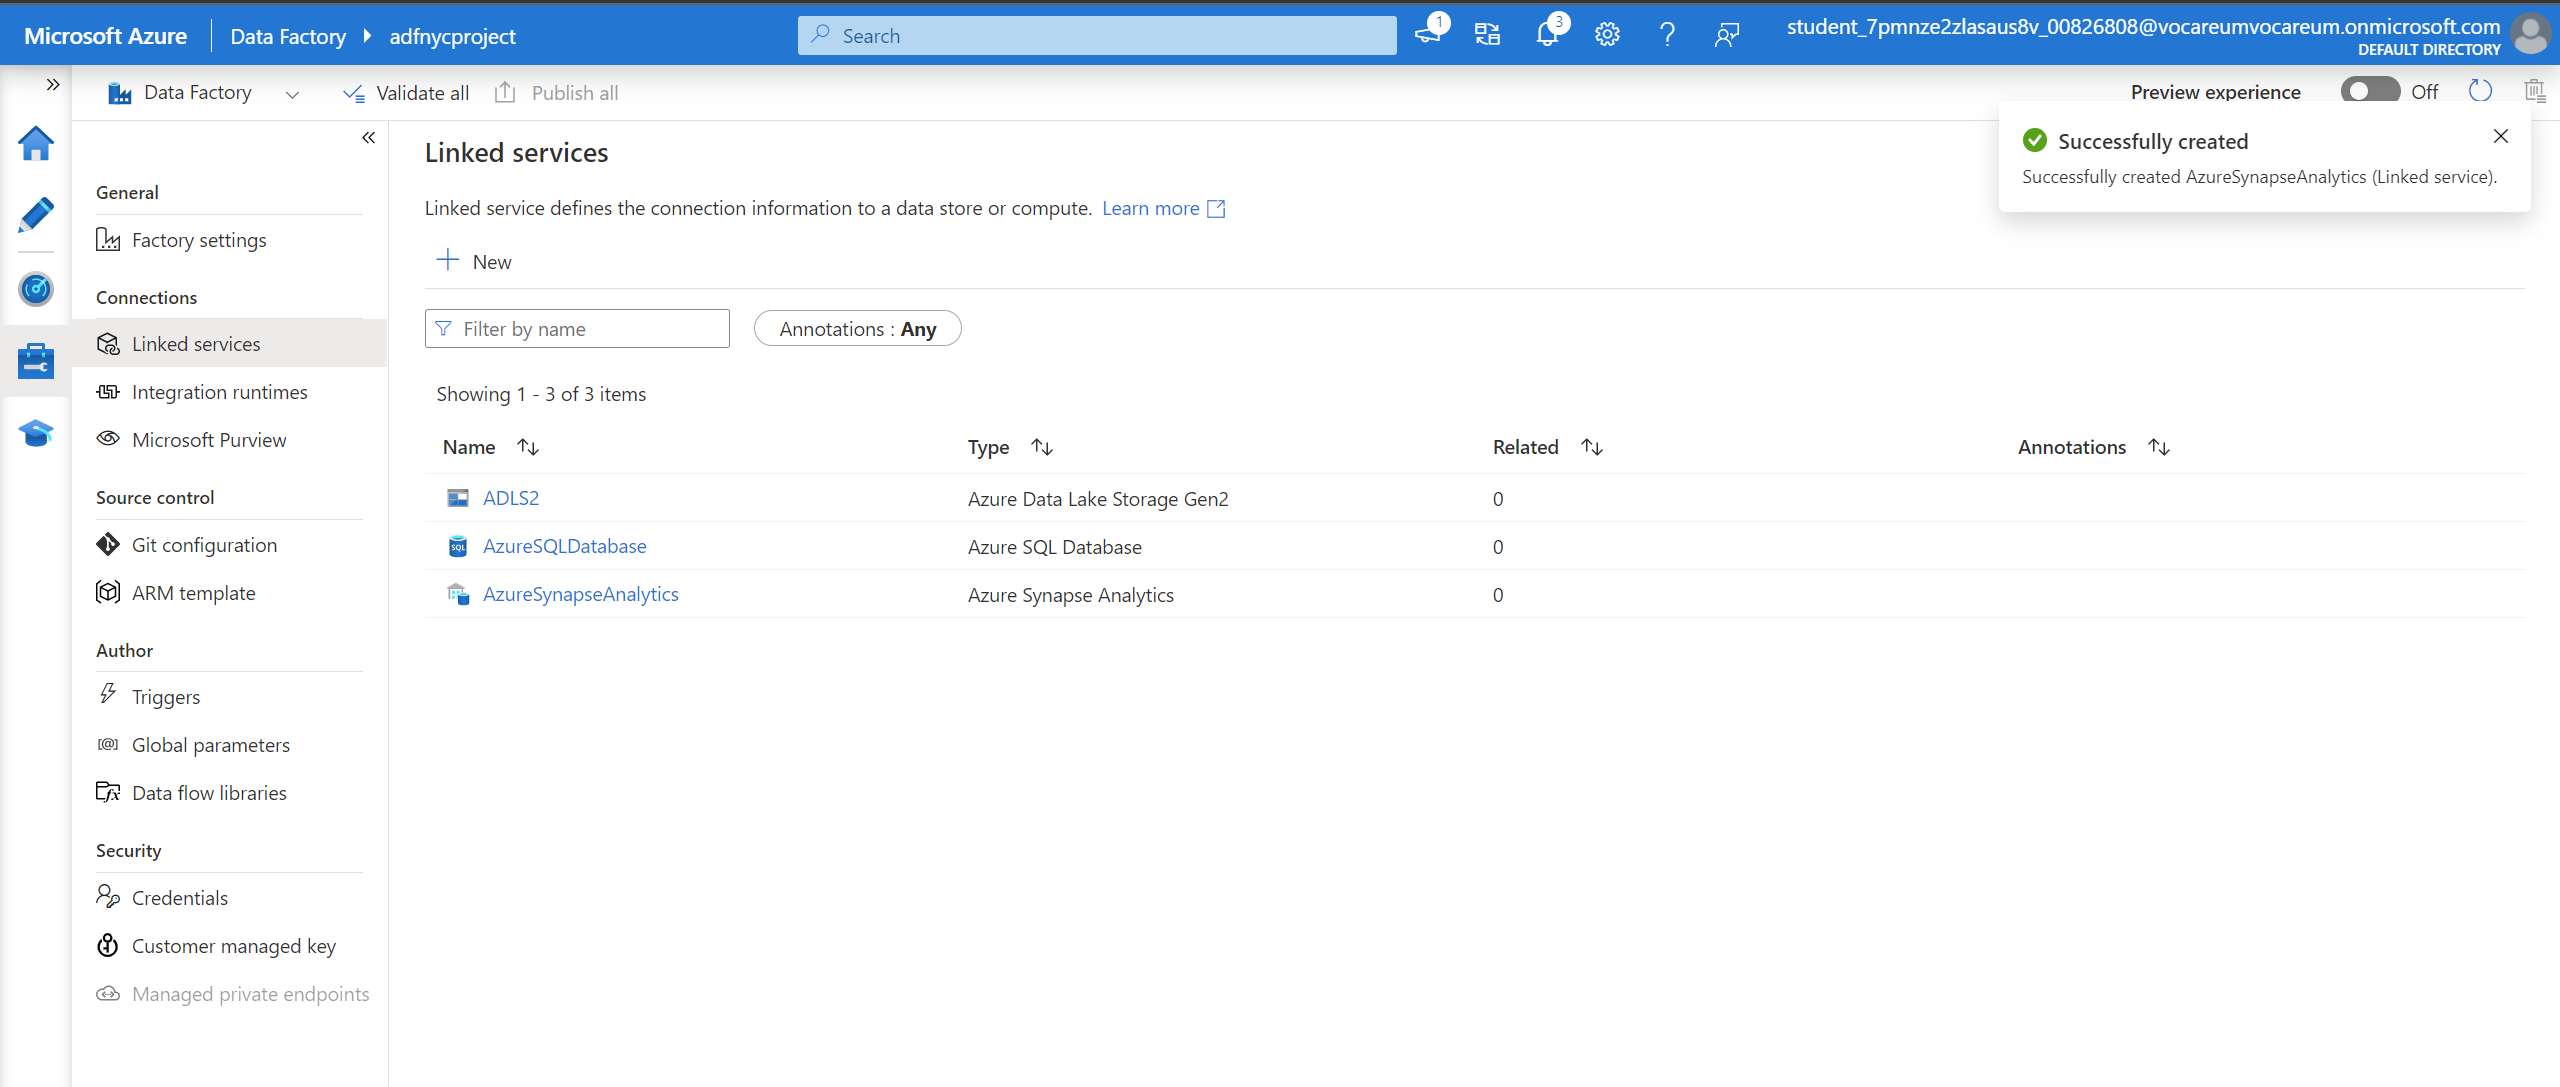 Microsoft Azure Data Factory adfnycproject Search 1 3 student_7pmnze2zlasaus8v_00826808@vocareumvocareum.onmicrosoft.com
DEFAULT DIRECTORY
Data Factory Validate all Publish all Preview experience Off
Successfully created
Successfully created AzureSynapseAnalytics (Linked service).
General
Factory settings
Connections
Linked services
Integration runtimes
Microsoft Purview
Source control
Git configuration
ARM template
Author
Triggers
Global parameters
Data flow libraries
Security
Credentials
Customer managed key
Managed private endpoints
Linked services
Linked service defines the connection information to a data store or compute. Learn more
New
Filter by name Annotations : Any
Showing 1 - 3 of 3 items
Name Type Related Annotations
ADLS2 Azure Data Lake Storage Gen2 0
AzureSQLDatabase Azure SQL Database 0
AzureSynapseAnalytics Azure Synapse Analytics 0